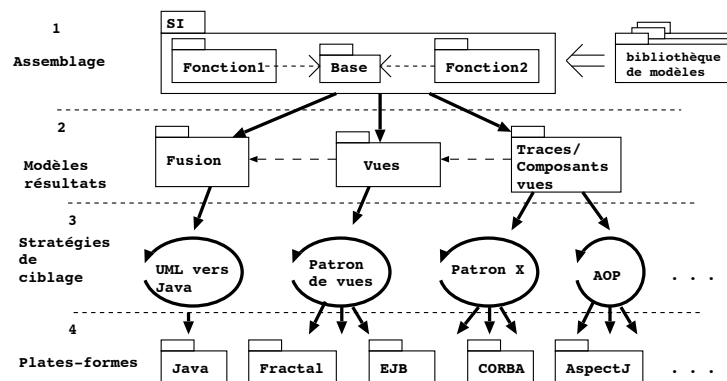 1
SI
Assemblage
Fonction1
Base
Fonction2
bibliothèque
de modèles
2
Modèles
résultats
Fusion
Vues
Traces/
Composants
vues
3
Stratégies
de
ciblage
UML vers
Java
Patron
de vues
Patron X
AOP
. . .
4
Plates-formes
Java
Fractal
EJB
CORBA
AspectJ
. . .